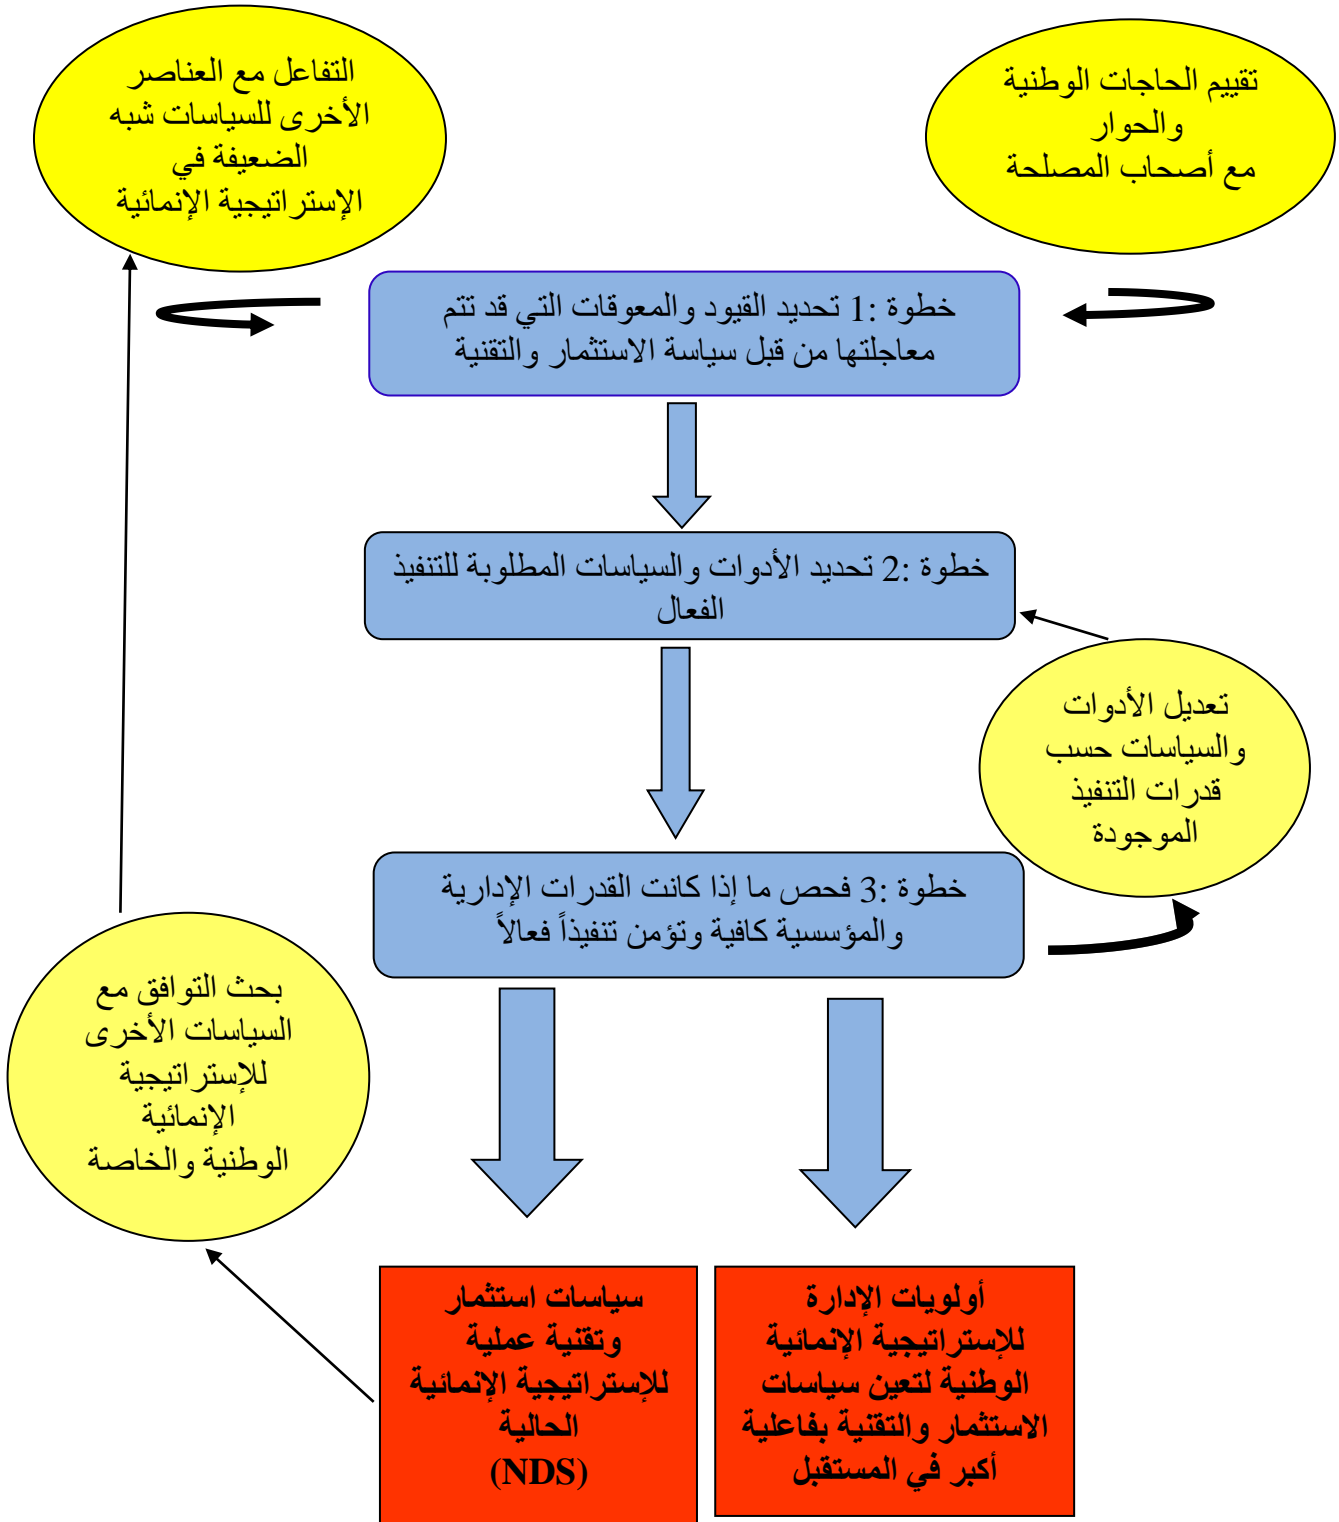 تقييم الحاجات الوطنية
والحوار
مع أصحاب المصلحة
التفاعل مع العناصر
الأخرى للسياسات شبه
الضعيفة في
الإستراتيجية الإنمائية
خطوة :1 تحديد القيود والمعوقات التي قد تتم
معاجلتها من قبل سياسة الاستثمار والتقنية
خطوة :2 تحديد الأدوات والسياسات المطلوبة للتنفيذ
الفعال
تعديل الأدوات
والسياسات حسب
قدرات التنفيذ
الموجودة
خطوة :3 فحص ما إذا كانت القدرات الإدارية
والمؤسسية كافية وتؤمن تنفيذاً فعالاً
بحث التوافق مع
السياسات الأخرى
للإستراتيجية
الإنمائية
الوطنية والخاصة
أولويات الإدارة
للإستراتيجية الإنمائية
الوطنية لتعين سياسات
الاستثمار والتقنية بفاعلية
أكبر في المستقبل
سياسات استثمار
وتقنية عملية
للإستراتيجية الإنمائية
الحالية
(NDS)